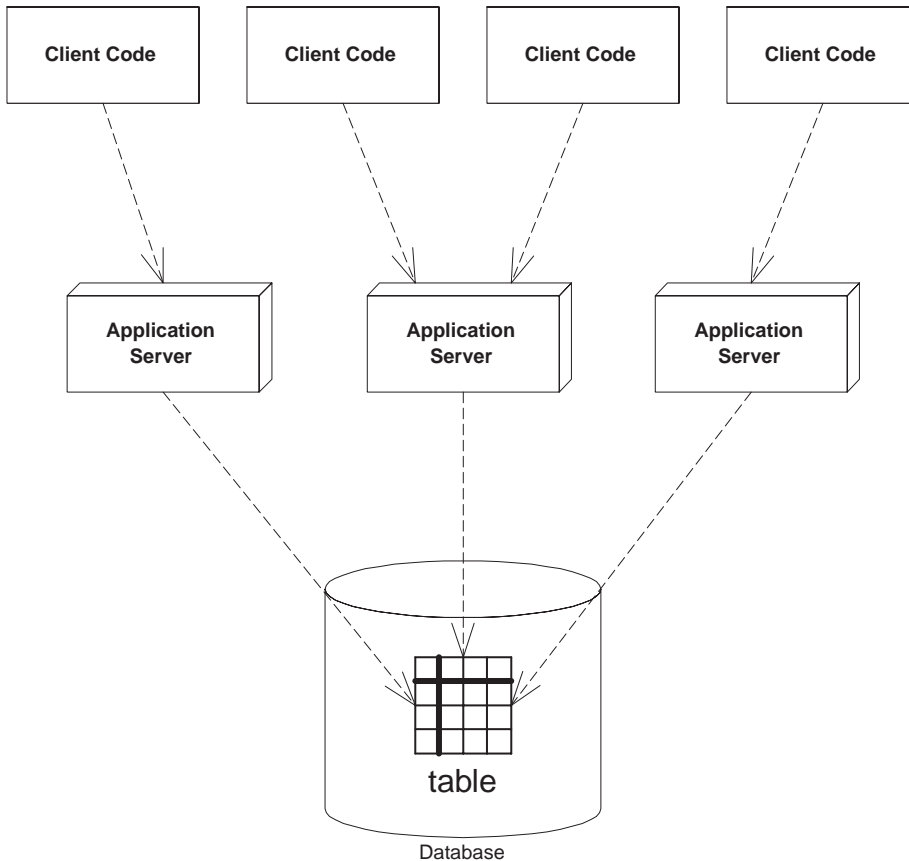 Client Code
Client Code
Client Code
Client Code
Application
Server
Application
Server
Application
Server
table
Database